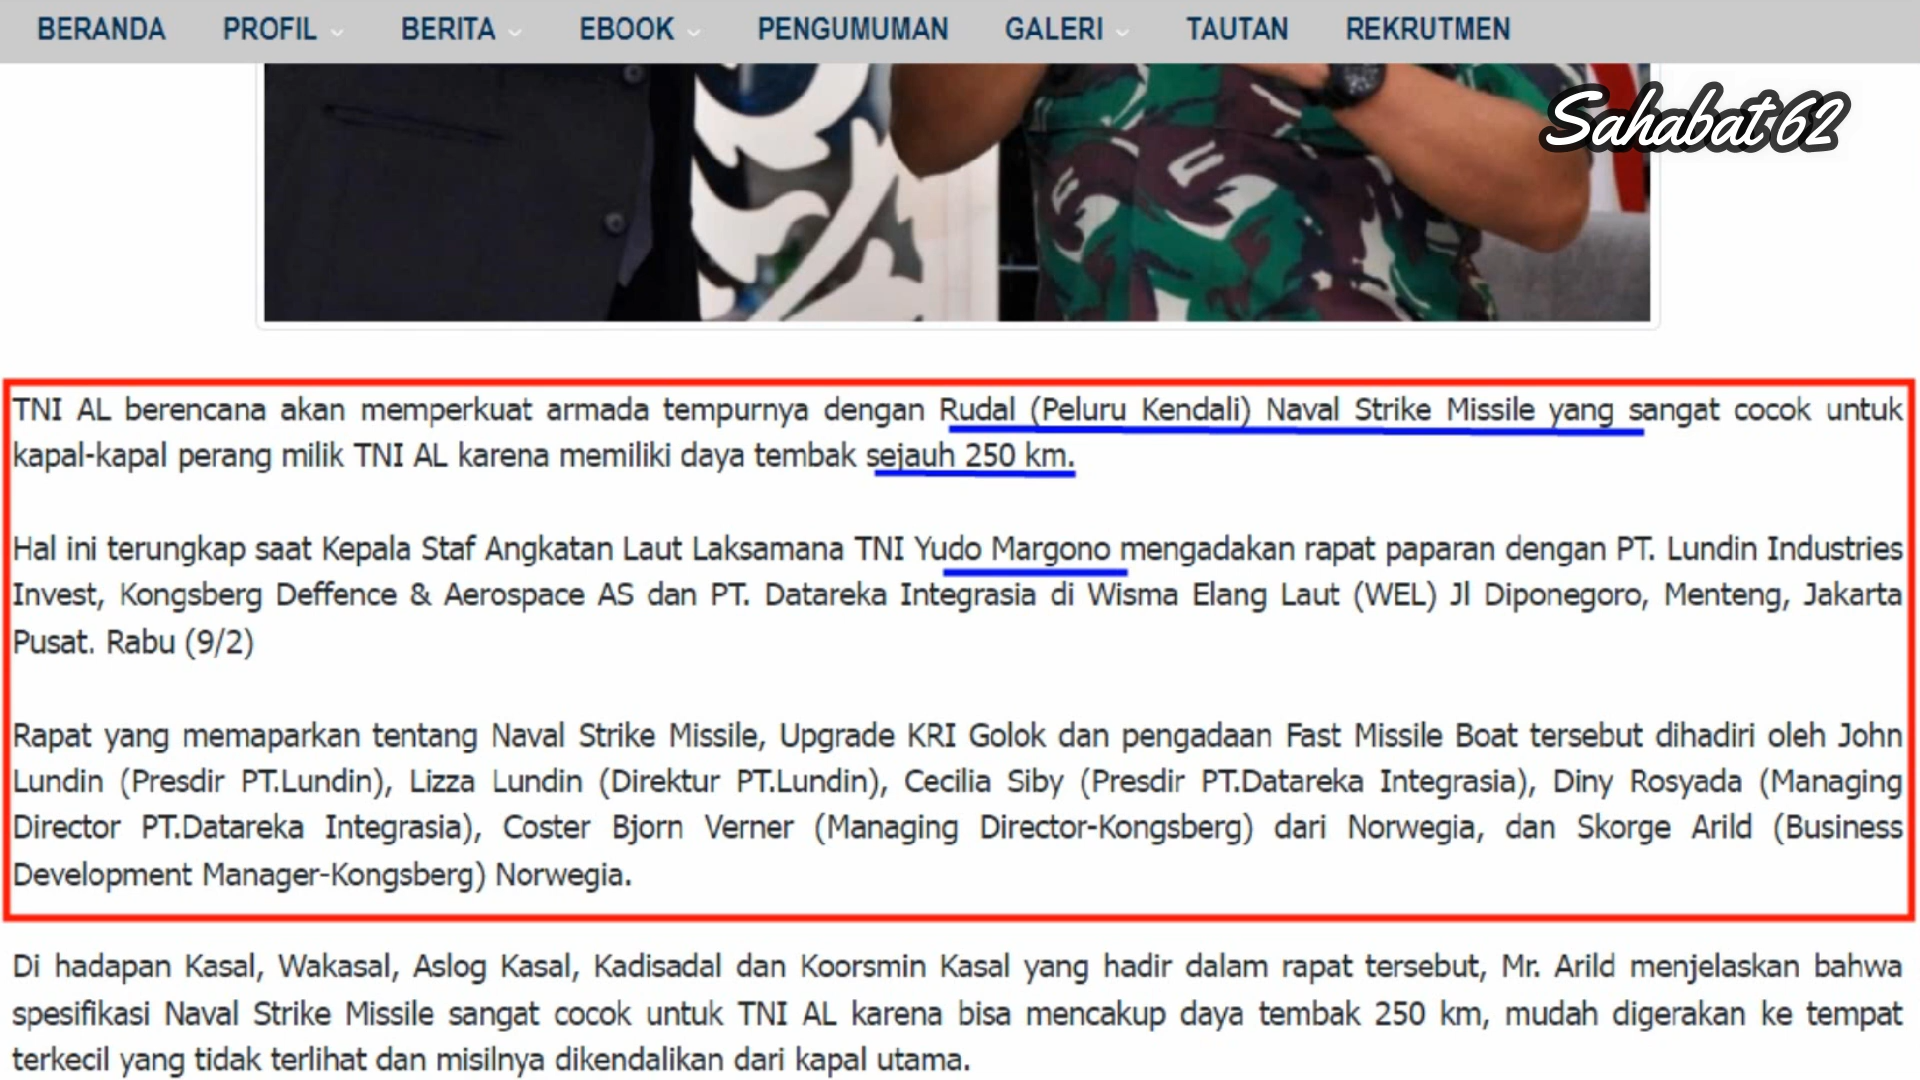 BERANDA PROFIL BERITA EBOOK PENGUMUMAN GALERI TAUTAN REKRUTMEN
Sahabat62
TNI AL berencana akan memperkuat armada tempurnya dengan Rudal (Peluru Kendali) Naval Strike Missile yang sangat cocok untuk
kapal-kapal perang milik TNI AL karena memiliki daya tembak sejauh 250 km.
Hal ini terungkap saat Kepala Staf Angkatan Laut Laksamana TNI Yudo Margono mengadakan rapat paparan dengan PT. Lundin Industries
Invest, Kongsberg Deffence & Aerospace AS dan PT. Datareka Integrasia di Wisma Elang Laut (WEL) Jl Diponegoro, Menteng, Jakarta
Pusat. Rabu (9/2)
Rapat yang memaparkan tentang Naval Strike Missile, Upgrade KRI Golok dan pengadaan Fast Missile Boat tersebut dihadiri oleh John
Lundin (Presdir PT.Lundin), Lizza Lundin (Direktur PT.Lundin), Cecilia Siby (Presdir PT.Datareka Integrasia), Diny Rosyada (Managing
Director PT.Datareka Integrasia), Coster Bjorn Verner (Managing Director-Kongsberg) dari Norwegia, dan Skorge Arild (Business
Development Manager-Kongsberg) Norwegia.
Di hadapan Kasal, Wakasal, Aslog Kasal, Kadisadal dan Koorsmin Kasal yang hadir dalam rapat tersebut, Mr. Arild menjelaskan bahwa
spesifikasi Naval Strike Missile sangat cocok untuk TNI AL karena bisa mencakup daya tembak 250 km, mudah digerakan ke tempat
terkecil yang tidak terlihat dan misilnya dikendalikan dari kapal utama.